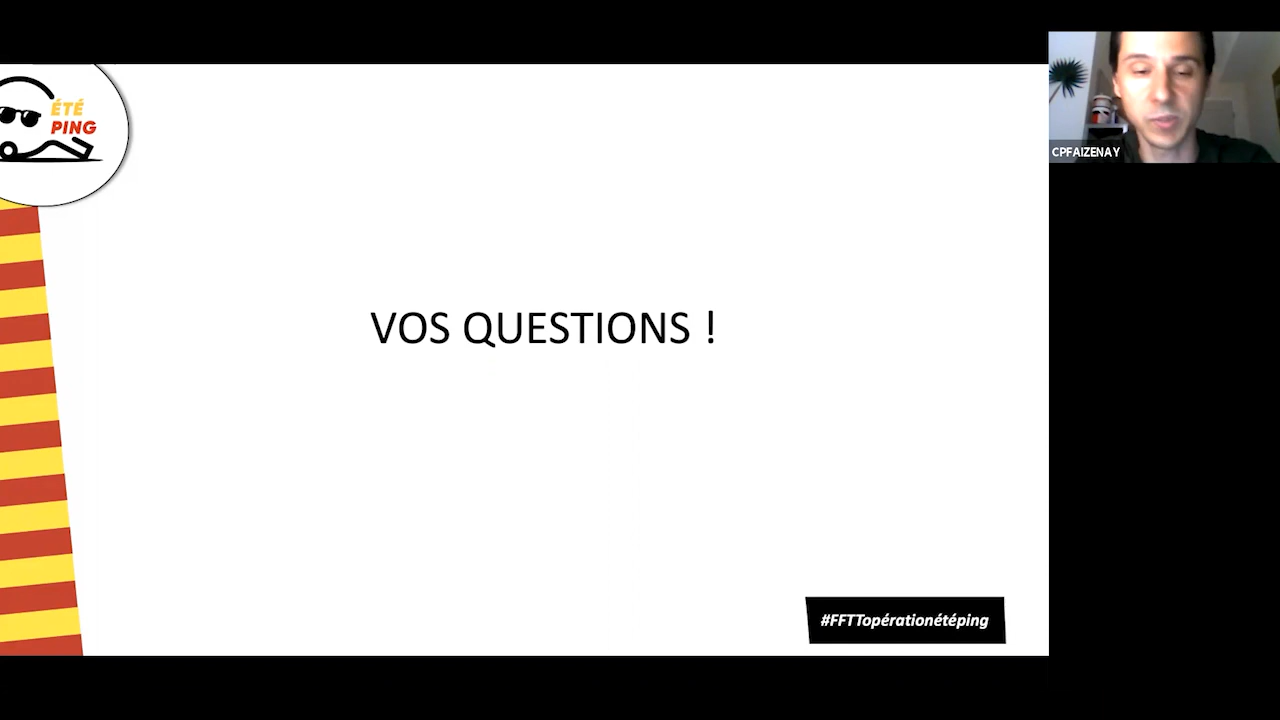 ÉTÉ
PING
CPFAIZENAY
VOS QUESTIONS !
#FFTTopérationétéping